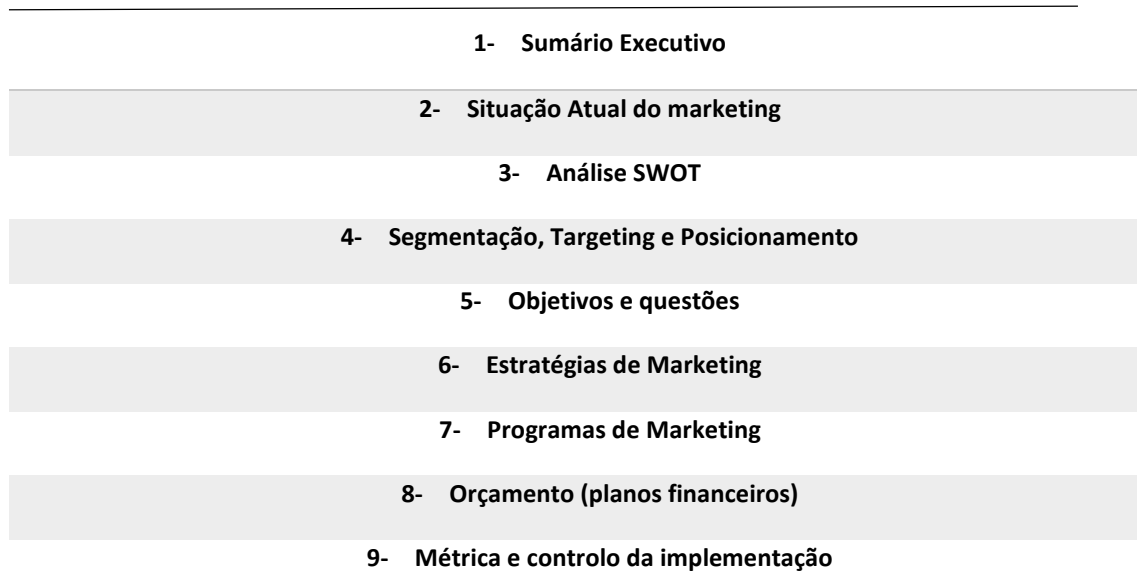 1- Sumário Executivo
2- Situação Atual do marketing
3- Análise SWOT
4- Segmentação, Targeting e Posicionamento
5- Objetivos e questões
6- Estratégias de Marketing
7- Programas de Marketing
8- Orçamento (planos financeiros)
9- Métrica e controlo da implementação